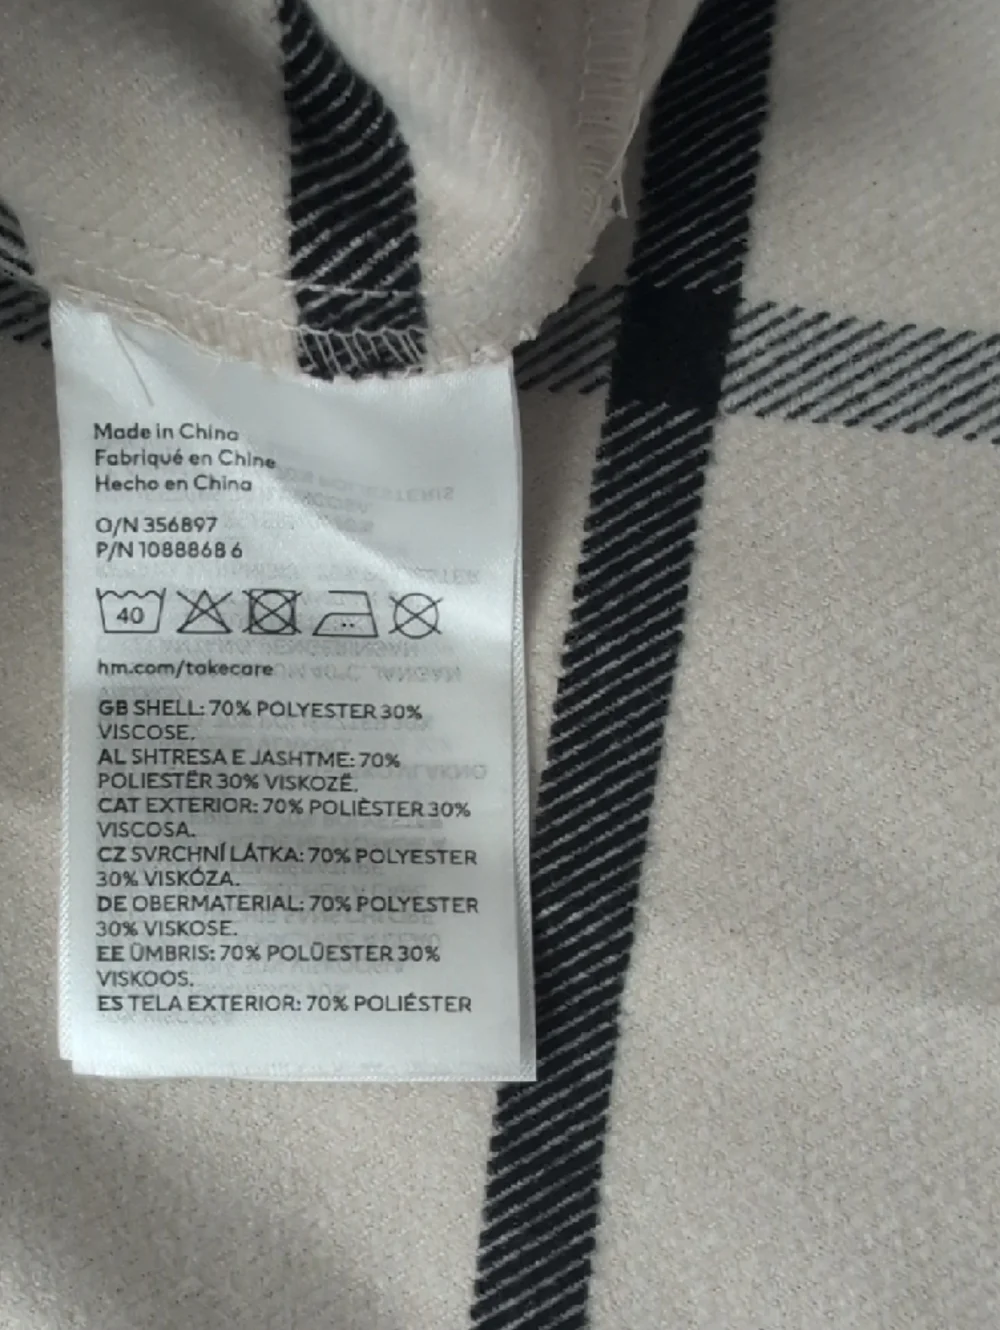 Made in China
Fabriqué en Chine
Hecho en China
O/N 356897
P/N 1088868 6
40
hm.com/takecare
GB SHELL: 70% POLYESTER 30%
VISCOSE.
AL SHTRESA E JASHTME: 70%
POLIESTËR 30% VISKOZË.
CAT EXTERIOR: 70% POLIÈSTER 30%
VISCOSA.
CZ SVRCHNÍ LÁTKA: 70% POLYESTER
30% VISKÓZA.
DE OBERMATERIAL: 70% POLYESTER
30% VISKOSE.
EE ÜMBRIS: 70% POLÜESTER 30%
VISKOOS.
ES TELA EXTERIOR: 70% POLIÉSTER